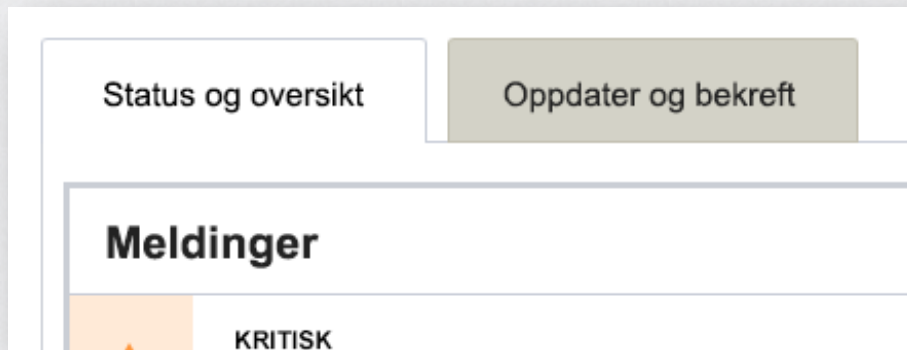 Status og oversikt
Oppdater og bekreft
Meldinger
KRITISK